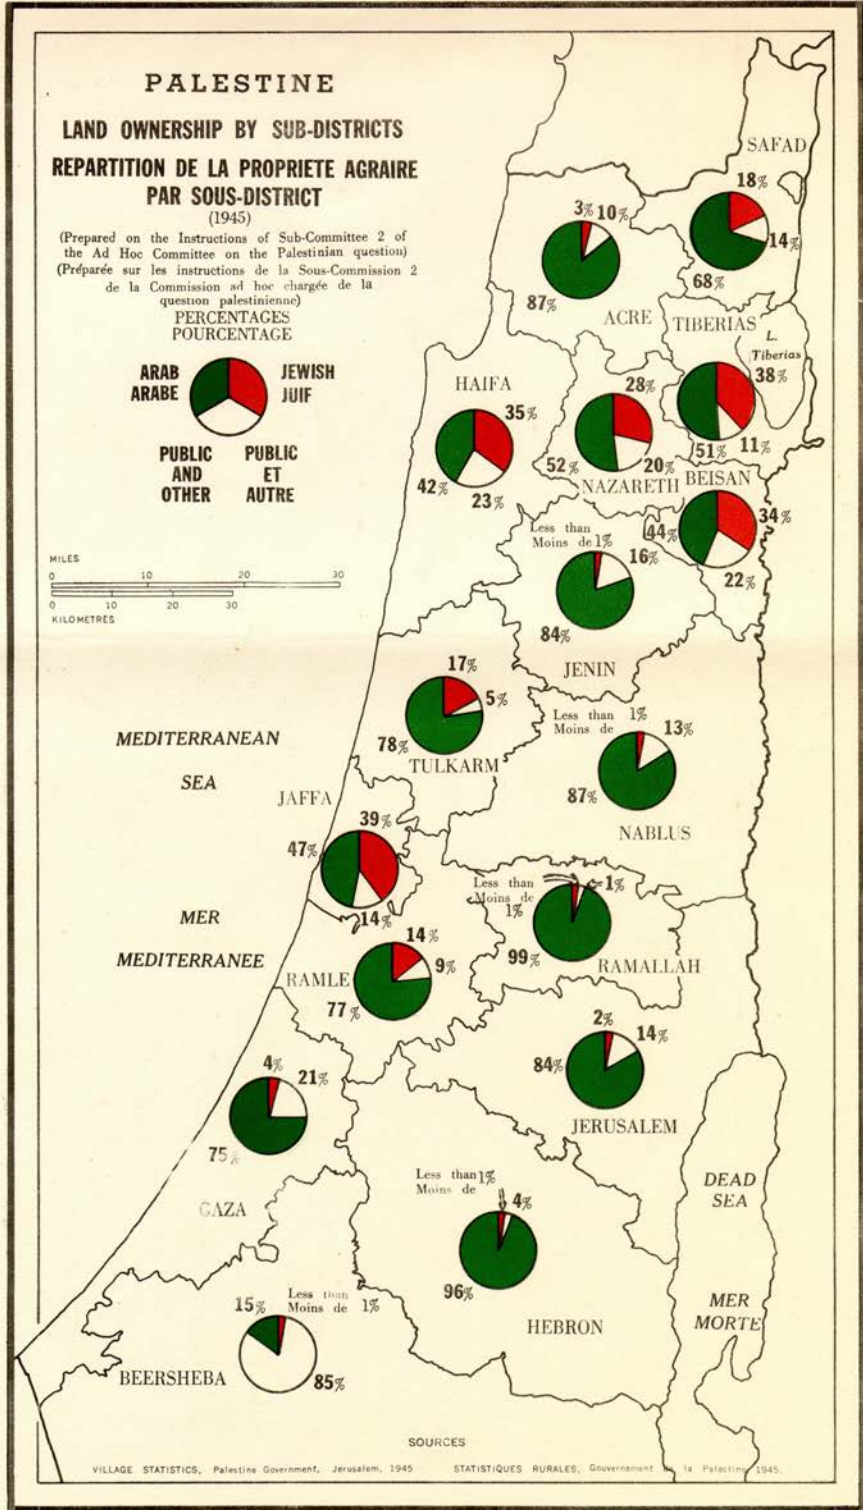 PALESTINE
LAND OWNERSHIP BY SUB-DISTRICTS
REPARTITION DE LA PROPRIETE AGRAIRE
PAR SOUS-DISTRICT
(1945)
(Prepared on the Instructions of Sub-Committee 2 of
the Ad Hoc Committee on the Palestinian question)
(Préparée sur les instructions de la Sous-Commission 2
de la Commission ad hoc chargée de la
question palestinienne)
PERCENTAGES
POURCENTAGE
ARAB
ARABE
JEWISH
JUIF
PUBLIC
AND
OTHER
PUBLIC
ET
AUTRE
MILES
0 10 20 30
0 10 20 30
KILOMETRES
SAFAD
18%
14%
68%
3% 10%
87%
ACRE
TIBERIAS
L.
Tiberias
38%
51% 11%
HAIFA
35%
42%
23%
28%
52% 20%
NAZARETH
BEISAN
44% 34%
22%
Less than
Moins de 1%
16%
84%
JENIN
17%
5%
78%
TULKARM
Less than
Moins de 1%
13%
87%
NABLUS
MEDITERRANEAN
SEA
JAFFA
39%
47%
14%
Less than
Moins de
1%
1%
99%
RAMALLAH
MER
MEDITERRANEE
14%
9%
RAMLE
77%
2%
14%
84%
JERUSALEM
4%
21%
75%
GAZA
Less than
Moins de 1%
4%
96%
HEBRON
DEAD
SEA
MER
MORTE
15%
Less than
Moins de 1%
85%
BEERSHEBA
SOURCES
VILLAGE STATISTICS, Palestine Government, Jerusalem, 1945 STATISTIQUES RURALES, Gouvernement de la Palestine, 1945.